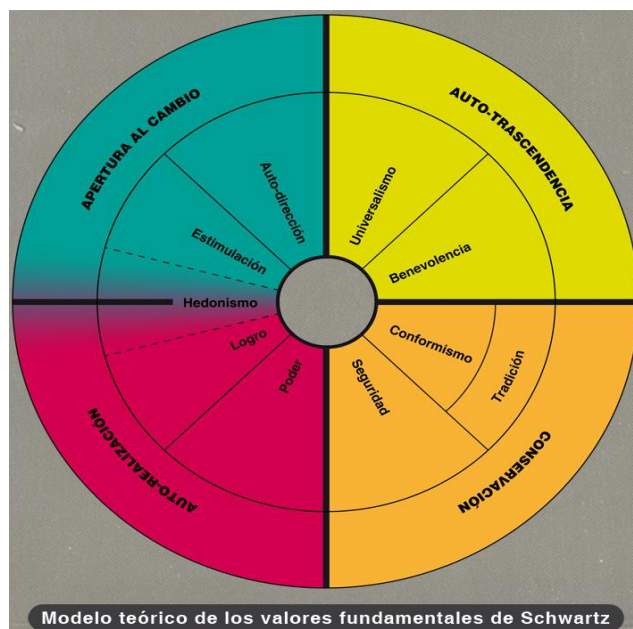 APERTURA AL CAMBIO
AUTO-TRASCENDENCIA
Auto-dirección
Universalismo
Estimulación
Benevolencia
Hedonismo
Logro
Conformismo
Poder
Seguridad
Tradición
AUTO-REALIZACIÓN
CONSERVACIÓN
Modelo teórico de los valores fundamentales de Schwartz